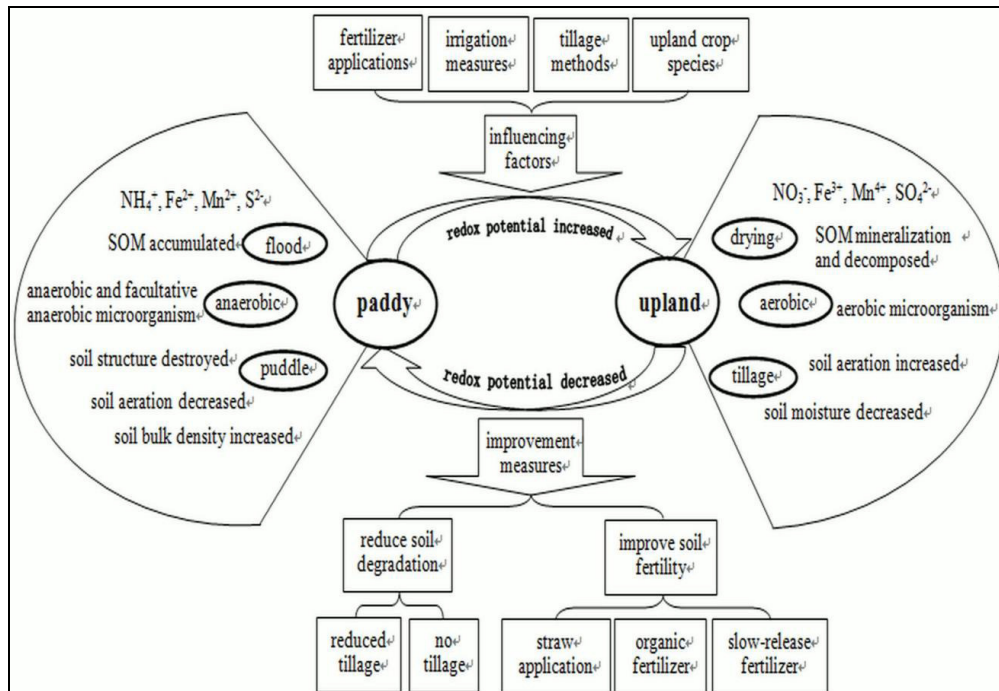 fertilizer
applications
irrigation
measures
tillage
methods
upland crop
species
influencing
factors
NH₄⁺, Fe²⁺, Mn²⁺, S²⁻
SOM accumulated
flood
anaerobic and facultative
anaerobic microorganism
anaerobic
soil structure destroyed
puddle
soil aeration decreased
soil bulk density increased
paddy
redox potential increased
redox potential decreased
upland
NO₃⁻, Fe³⁺, Mn⁴⁺, SO₄²⁻
drying
SOM mineralization
and decomposed
aerobic
aerobic microorganism
soil aeration increased
tillage
soil moisture decreased
improvement
measures
reduce soil
degradation
improve soil
fertility
reduced
tillage
no
tillage
straw
application
organic
fertilizer
slow-release
fertilizer